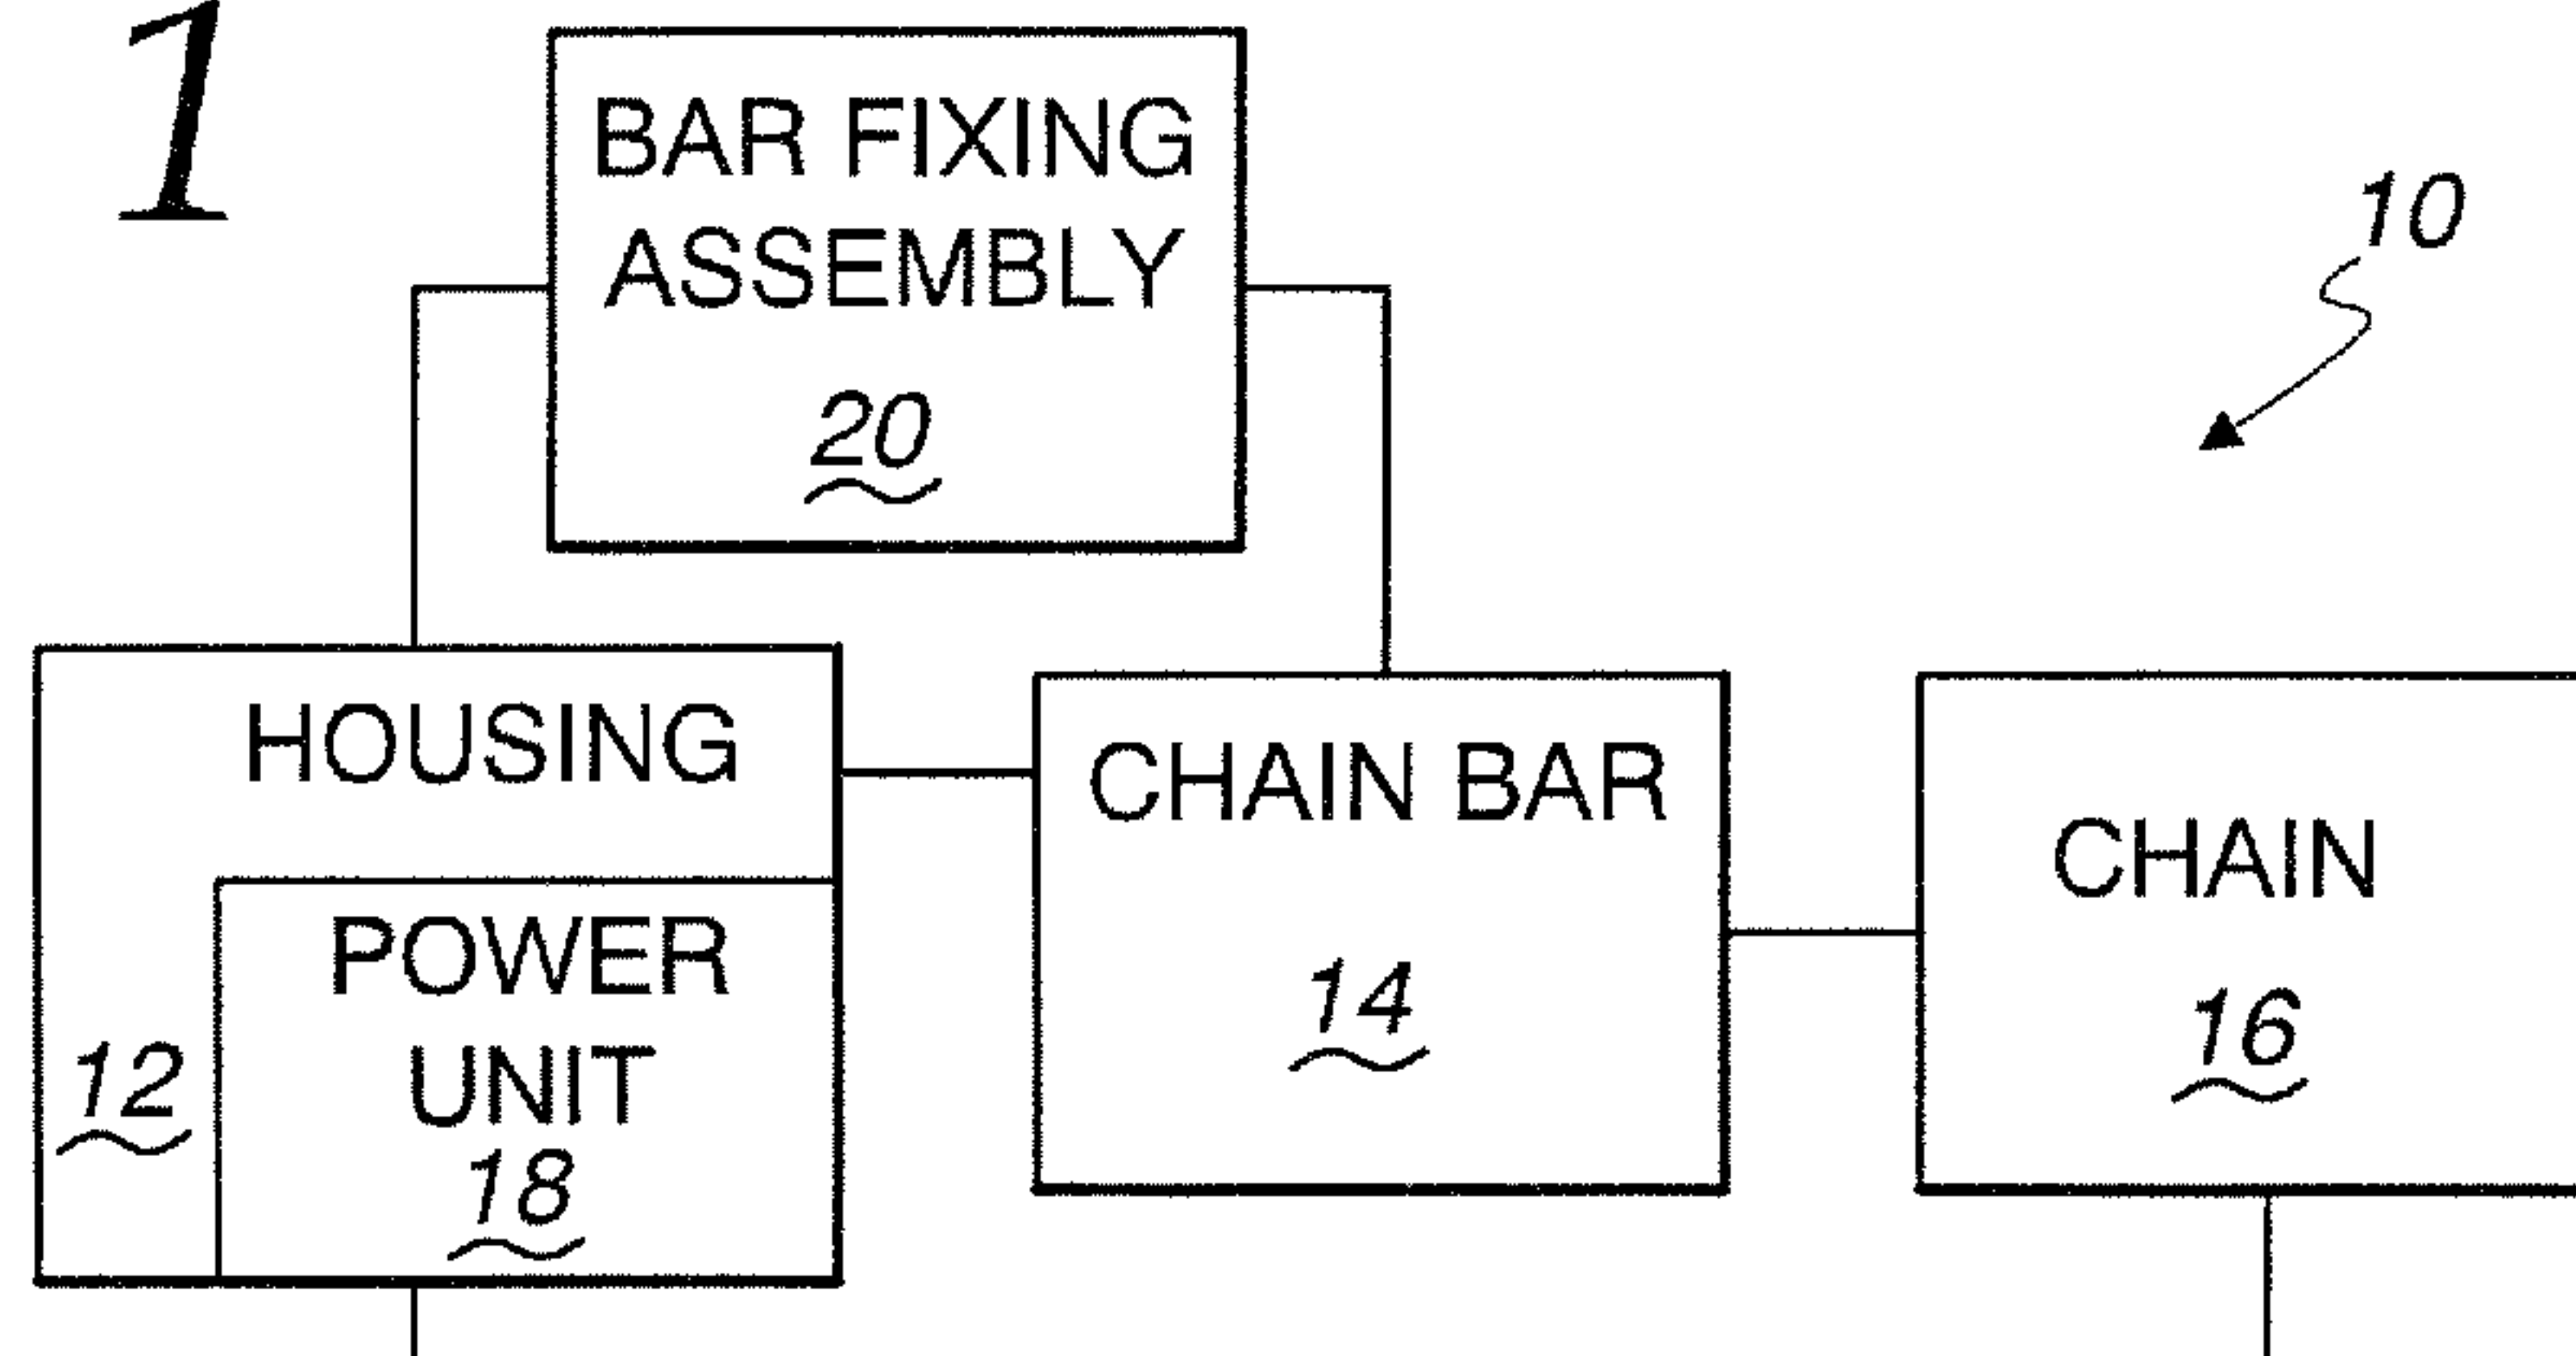 1
BAR FIXING
ASSEMBLY
20
10
HOUSING
12
POWER
UNIT
18
CHAIN BAR
14
CHAIN
16